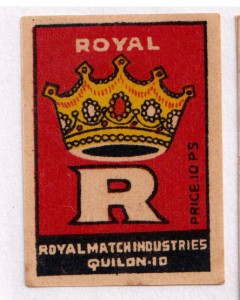 ROYAL
R
PRICE.10 PS
ROYAL MATCH INDUSTRIES
QUILON-10